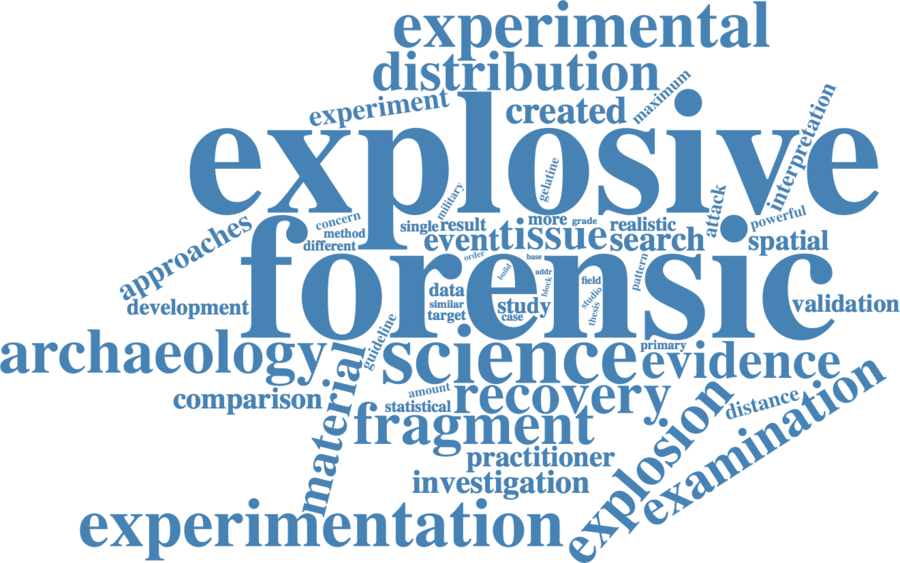 experimental
distribution
experiment
created
maximum
explosive
interpretation
gelatine
military
attack
powerful
concern
method
different
single
result
more
grade
realistic
event
tissue
search
spatial
approaches
development
forensic
order
base
build
addr
block
field
studio
thesis
pattern
data
similar
target
study
case
validation
guideline
archaeology
science
primary
evidence
comparison
material
amount
statistical
recovery
distance
fragment
explosion
examination
practitioner
investigation
experimentation